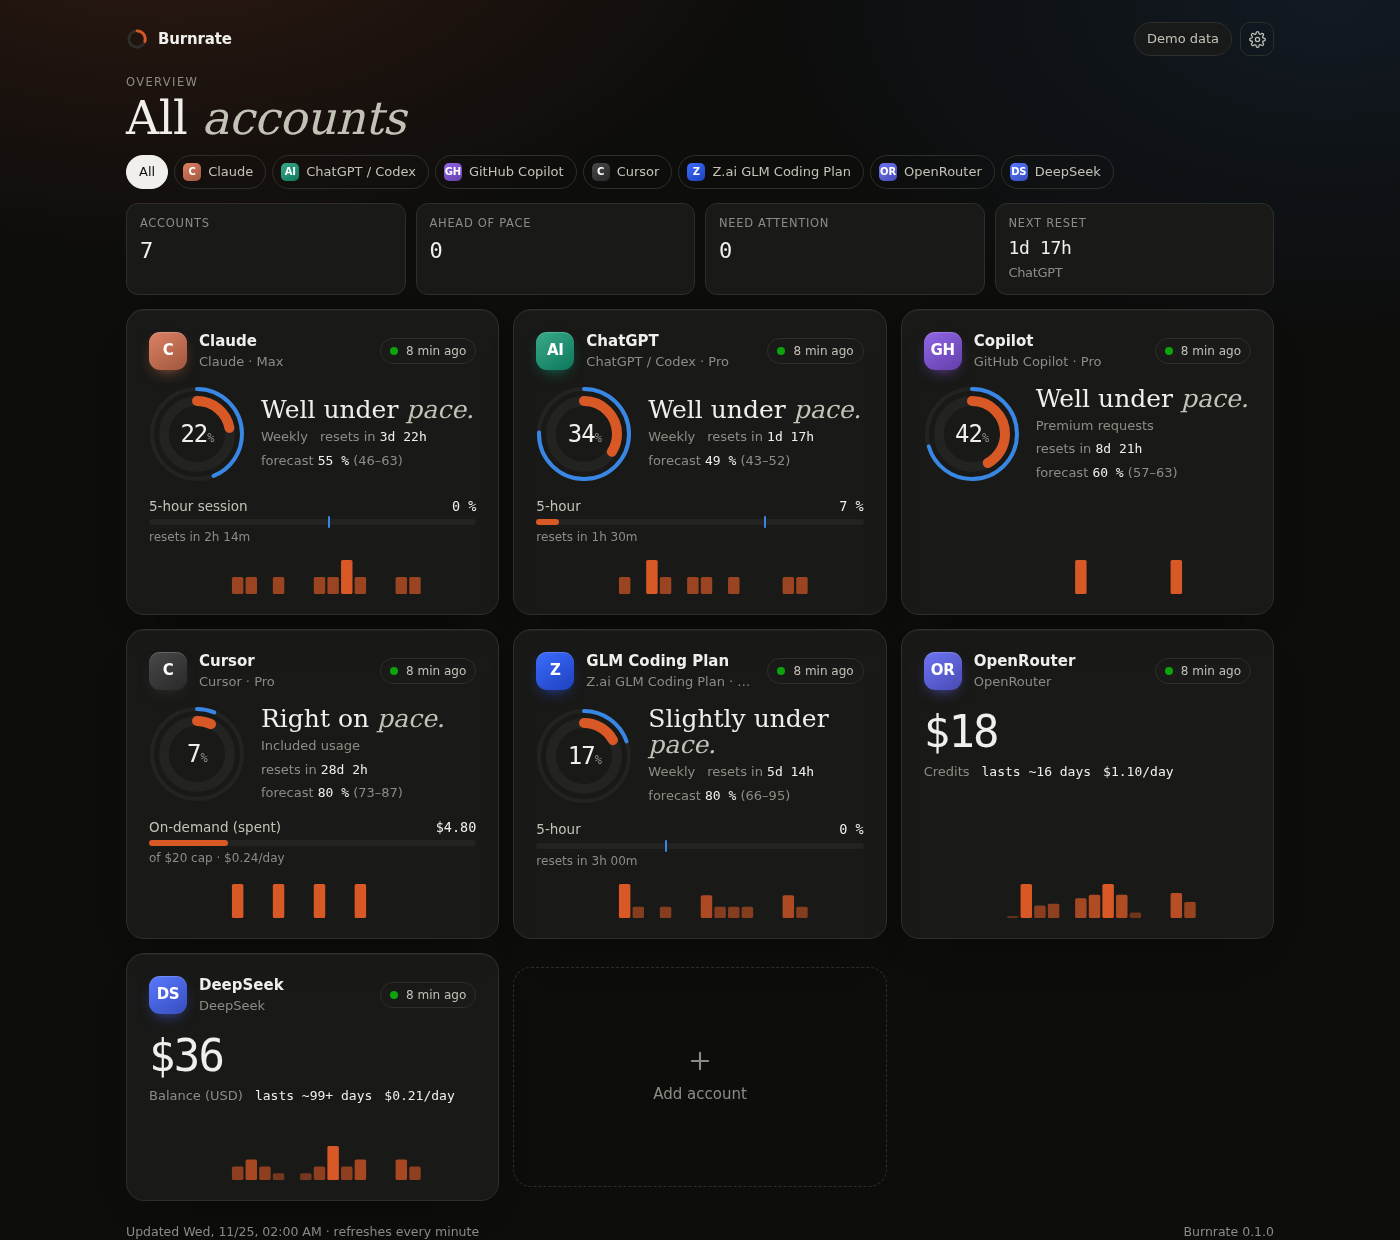 Burnrate
Demo data
OVERVIEW
All accounts
All
C Claude
AI ChatGPT / Codex
GH GitHub Copilot
C Cursor
Z Z.ai GLM Coding Plan
OR OpenRouter
DS DeepSeek
ACCOUNTS
7
AHEAD OF PACE
0
NEED ATTENTION
0
NEXT RESET
1d 17h
ChatGPT
C
Claude
Claude · Max
8 min ago
22%
Well under pace.
Weekly resets in 3d 22h
forecast 55 % (46–63)
5-hour session 0 %
resets in 2h 14m
AI
ChatGPT
ChatGPT / Codex · Pro
8 min ago
34%
Well under pace.
Weekly resets in 1d 17h
forecast 49 % (43–52)
5-hour 7 %
resets in 1h 30m
GH
Copilot
GitHub Copilot · Pro
8 min ago
42%
Well under pace.
Premium requests
resets in 8d 21h
forecast 60 % (57–63)
C
Cursor
Cursor · Pro
8 min ago
7%
Right on pace.
Included usage
resets in 28d 2h
forecast 80 % (73–87)
On-demand (spent) $4.80
of $20 cap · $0.24/day
Z
GLM Coding Plan
Z.ai GLM Coding Plan · …
8 min ago
17%
Slightly under
pace.
Weekly resets in 5d 14h
forecast 80 % (66–95)
5-hour 0 %
resets in 3h 00m
OR
OpenRouter
OpenRouter
8 min ago
$18
Credits lasts ~16 days $1.10/day
DS
DeepSeek
DeepSeek
8 min ago
$36
Balance (USD) lasts ~99+ days $0.21/day
+
Add account
Updated Wed, 11/25, 02:00 AM · refreshes every minute
Burnrate 0.1.0